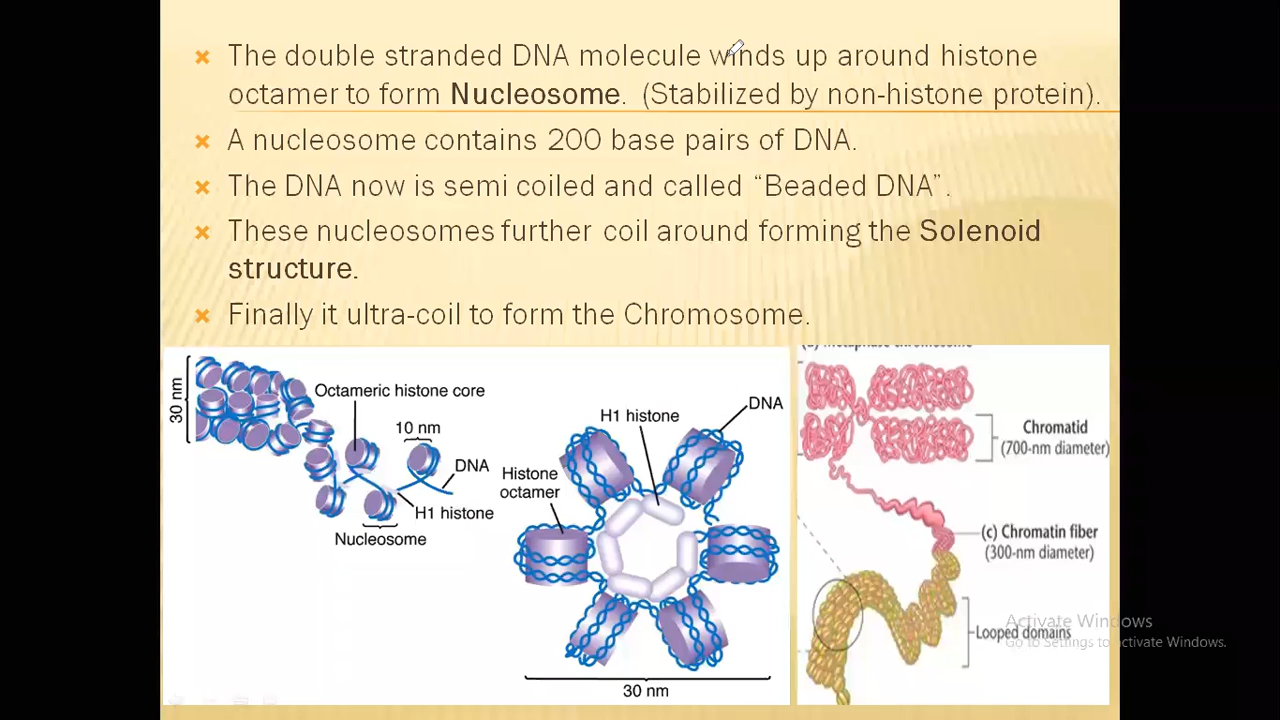 The double stranded DNA molecule winds up around histone
octamer to form Nucleosome. (Stabilized by non-histone protein).
A nucleosome contains 200 base pairs of DNA.
The DNA now is semi coiled and called “Beaded DNA”.
These nucleosomes further coil around forming the Solenoid
structure.
Finally it ultra-coil to form the Chromosome.
30 nm
Octameric histone core
10 nm
DNA
H1 histone
Nucleosome
H1 histone
DNA
Histone
octamer
30 nm
metaphase chromosome
Chromatid
(700-nm diameter)
(c) Chromatin fiber
(300-nm diameter)
Looped domains
Activate Windows
Go to Settings to activate Windows.